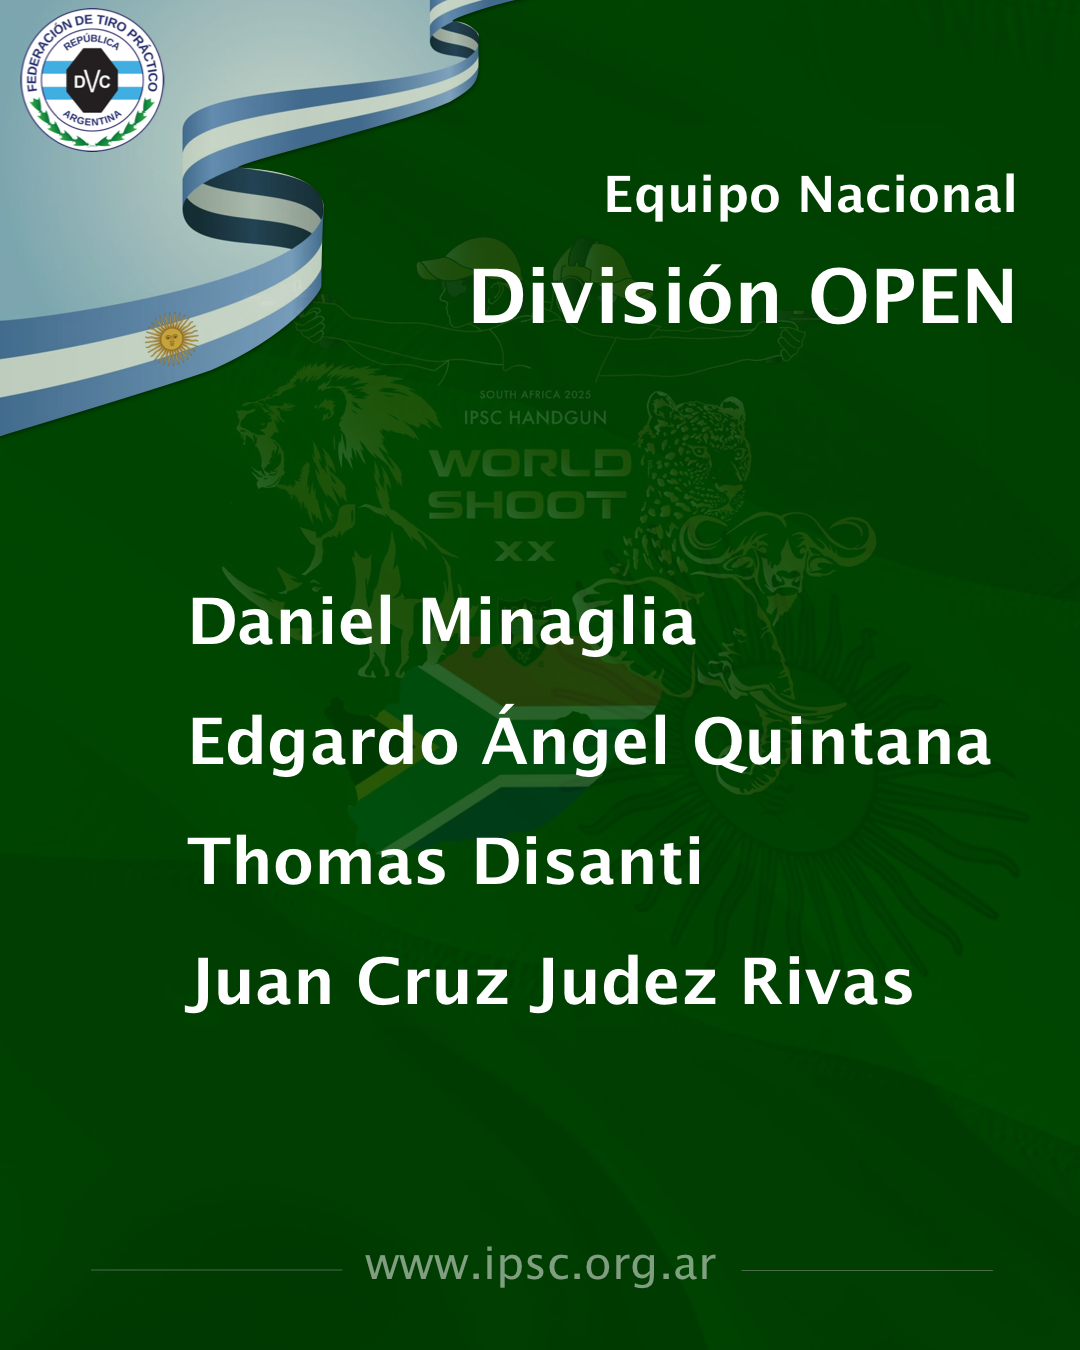 FEDERACIÓN DE TIRO PRÁCTICO
REPÚBLICA
DVC
ARGENTINA
Equipo Nacional
División OPEN
SOUTH AFRICA 2025
IPSC HANDGUN
WORLD
SHOOT
XX
Daniel Minaglia
Edgardo Ángel Quintana
Thomas Disanti
Juan Cruz Judez Rivas
www.ipsc.org.ar